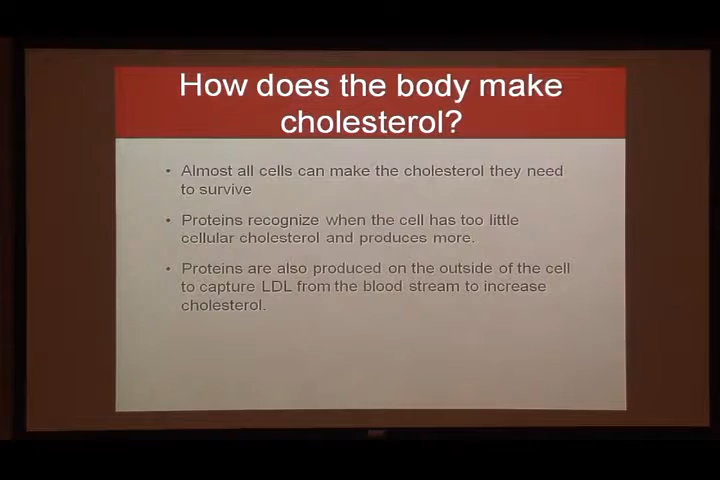 How does the body make
cholesterol?
• Almost all cells can make the cholesterol they need
to survive
• Proteins recognize when the cell has too little
cellular cholesterol and produces more.
• Proteins are also produced on the outside of the cell
to capture LDL from the blood stream to increase
cholesterol.